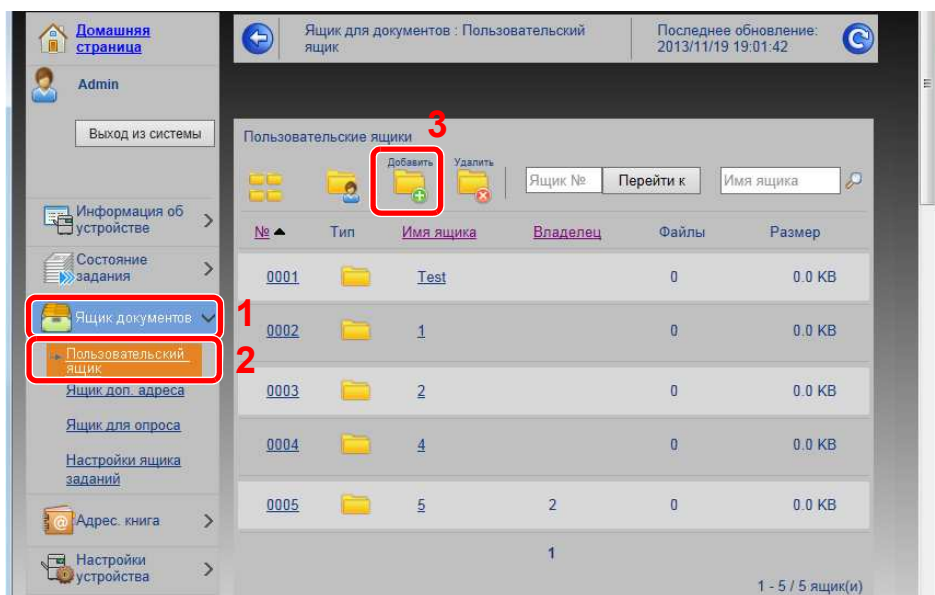 Домашняя
страница
Admin
Выход из системы
Информация об
устройстве
Состояние
задания
Ящик документов
1
Пользовательский
ящик
2
Ящик доп. адреса
Ящик для опроса
Настройки ящика
заданий
Адрес. книга
Настройки
устройства
Ящик для документов : Пользовательский
ящик
Последнее обновление:
2013/11/19 19:01:42
Пользовательские ящики
3
Добавить Удалить
Ящик № Перейти к Имя ящика
№ Тип Имя ящика Владелец Файлы Размер
0001 Test 0 0.0 KB
0002 1 0 0.0 KB
0003 2 0 0.0 KB
0004 4 0 0.0 KB
0005 5 2 0 0.0 KB
1
1 - 5 / 5 ящик(и)